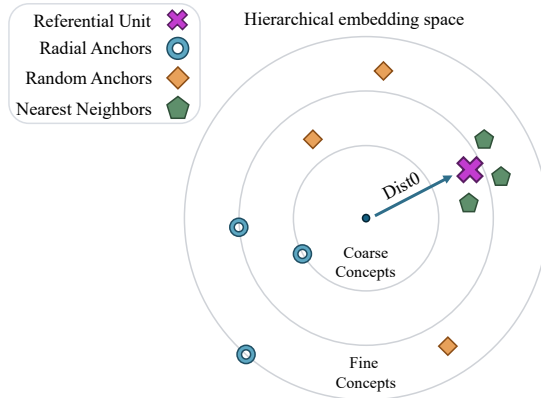 Referential Unit
Radial Anchors
Random Anchors
Nearest Neighbors
Hierarchical embedding space
Dist0
Coarse
Concepts
Fine
Concepts